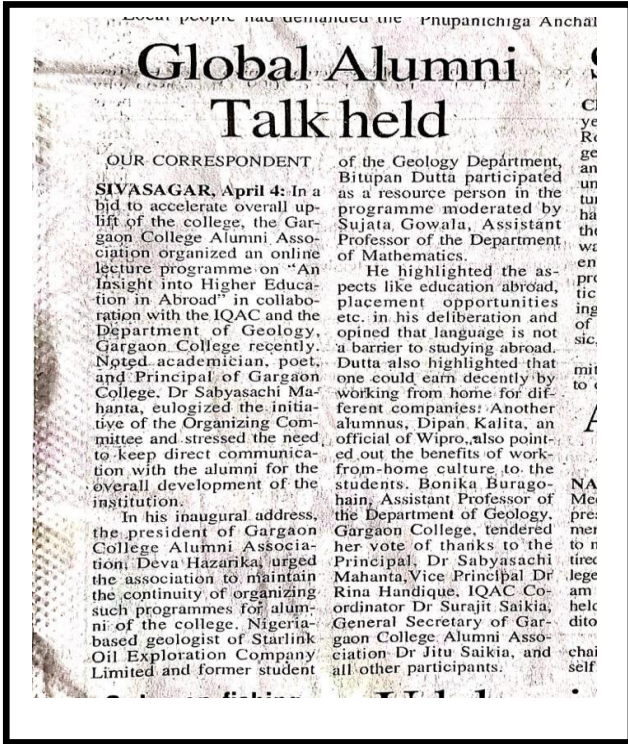 Local people had demanded the
Phupanichiga Anchal
Global Alumni
Talk held
OUR CORRESPONDENT
SIVASAGAR, April 4: In a
bid to accelerate overall up-
lift of the college, the Gar-
gaon College Alumni Asso-
ciation organized an online
lecture programme on “An
Insight into Higher Educa-
tion in Abroad” in collabo-
ration with the IQAC and the
Department of Geology,
Gargaon College recently.
Noted academician, poet,
and Principal of Gargaon
College, Dr Sabyasachi Ma-
hanta, eulogized the initia-
tive of the Organizing Com-
mittee and stressed the need
to keep direct communica-
tion with the alumni for the
overall development of the
institution.
In his inaugural address,
the president of Gargaon
College Alumni Associa-
tion, Deva Hazarika, urged
the association to maintain
the continuity of organizing
such programmes for alum-
ni of the college. Nigeria-
based geologist of Starlink
Oil Exploration Company
Limited and former student
of the Geology Department,
Bitupan Dutta participated
as a resource person in the
programme moderated by
Sujata Gowala, Assistant
Professor of the Department
of Mathematics.
He highlighted the as-
pects like education abroad,
placement opportunities
etc. in his deliberation and
opined that language is not
a barrier to studying abroad.
Dutta also highlighted that
one could earn decently by
working from home for dif-
ferent companies. Another
alumnus, Dipan Kalita, an
official of Wipro, also point-
ed out the benefits of work-
from-home culture to the
students. Bonika Burago-
hain, Assistant Professor of
the Department of Geology,
Gargaon College, tendered
her vote of thanks to the
Principal, Dr Sabyasachi
Mahanta, Vice Principal Dr
Rina Handique, IQAC Co-
ordinator Dr Surajit Saikia,
General Secretary of Gar-
gaon College Alumni Asso-
ciation Dr Jitu Saikia, and
all other participants.